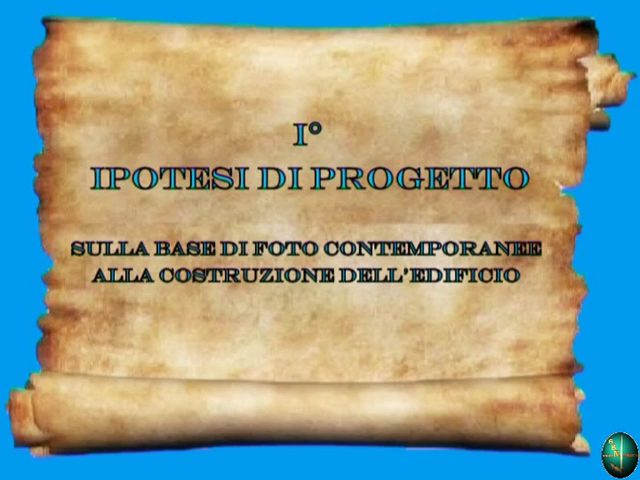 I°
IPOTESI DI PROGETTO
SULLA BASE DI FOTO CONTEMPORANEE
ALLA COSTRUZIONE DELL'EDIFICIO